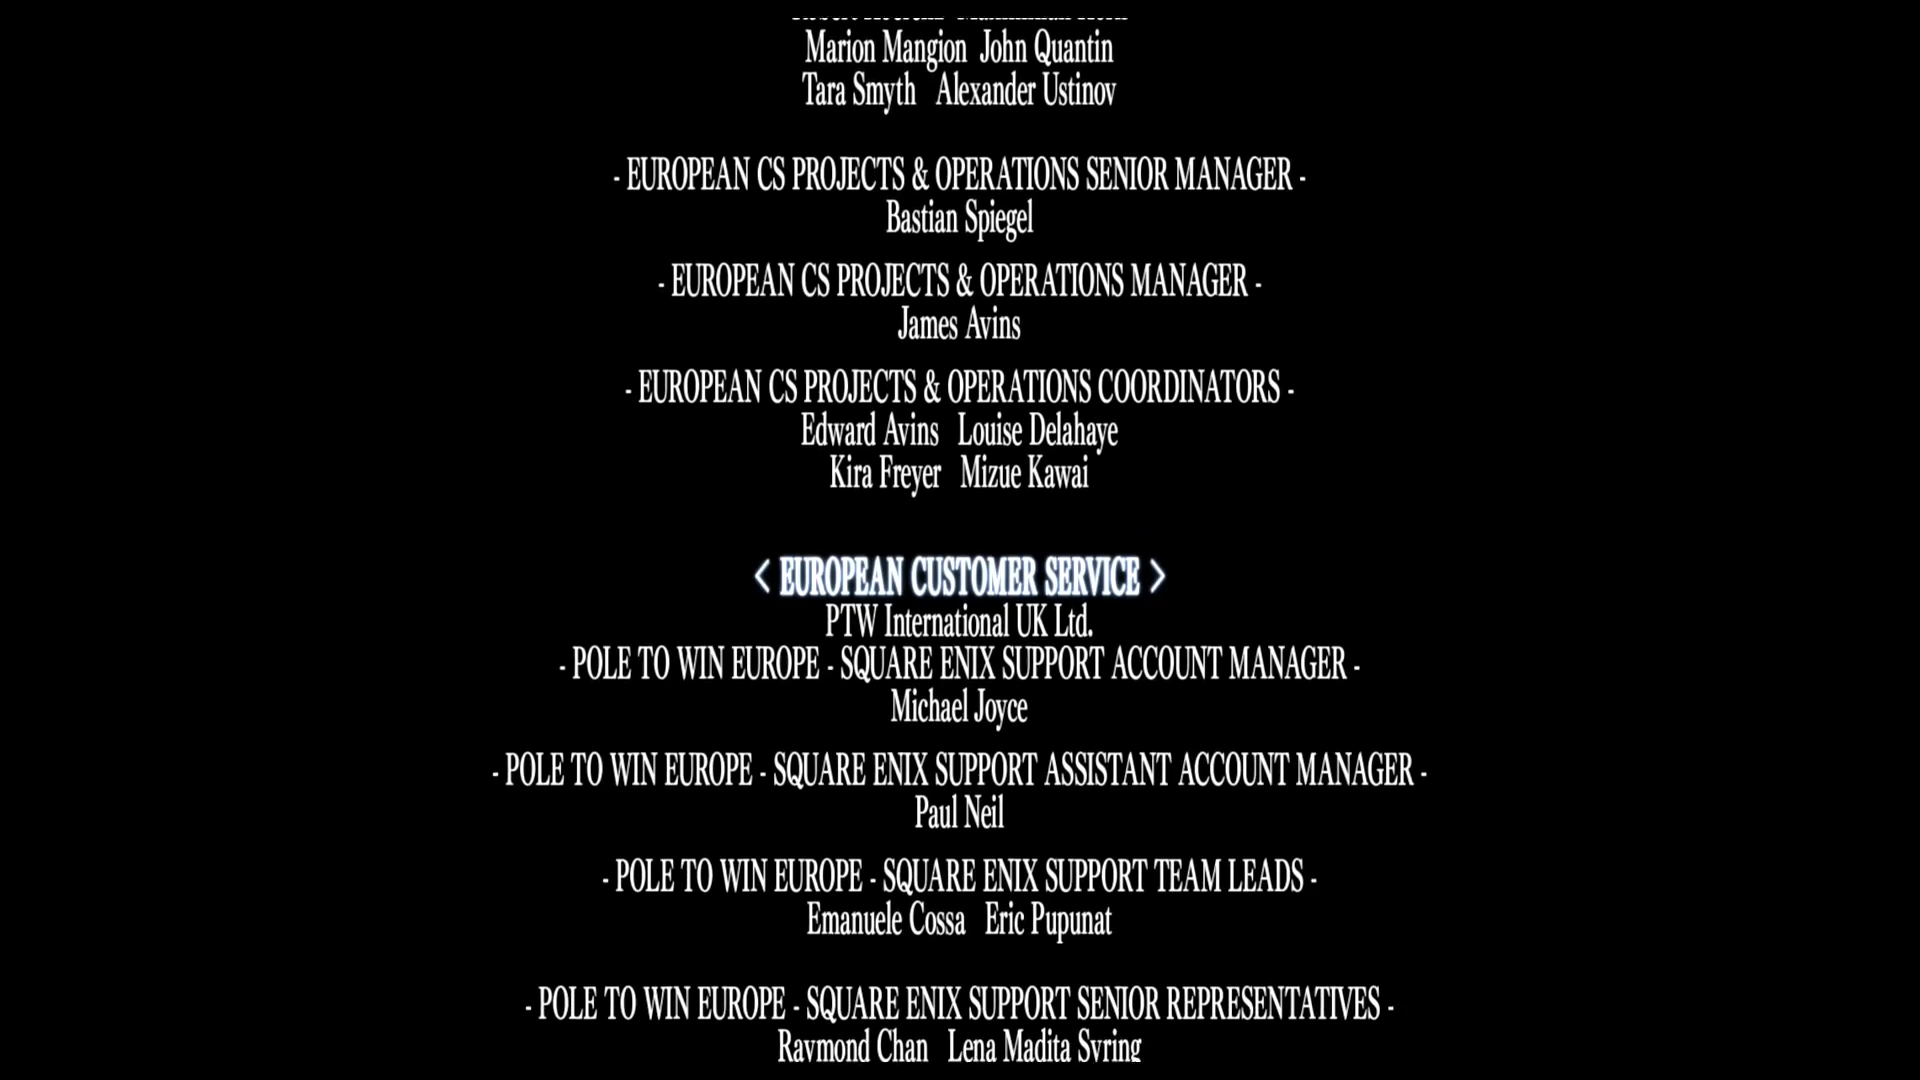 Marion Mangion John Quantin
Tara Smyth Alexander Ustinov
- EUROPEAN CS PROJECTS & OPERATIONS SENIOR MANAGER -
Bastian Spiegel
- EUROPEAN CS PROJECTS & OPERATIONS MANAGER -
James Avins
- EUROPEAN CS PROJECTS & OPERATIONS COORDINATORS -
Edward Avins Louise Delahaye
Kira Freyer Mizue Kawai
< EUROPEAN CUSTOMER SERVICE >
PTW International UK Ltd.
- POLE TO WIN EUROPE - SQUARE ENIX SUPPORT ACCOUNT MANAGER -
Michael Joyce
- POLE TO WIN EUROPE - SQUARE ENIX SUPPORT ASSISTANT ACCOUNT MANAGER -
Paul Neil
- POLE TO WIN EUROPE - SQUARE ENIX SUPPORT TEAM LEADS -
Emanuele Cossa Eric Pupunat
- POLE TO WIN EUROPE - SQUARE ENIX SUPPORT SENIOR REPRESENTATIVES -
Raymond Chan Lena Madita Syring